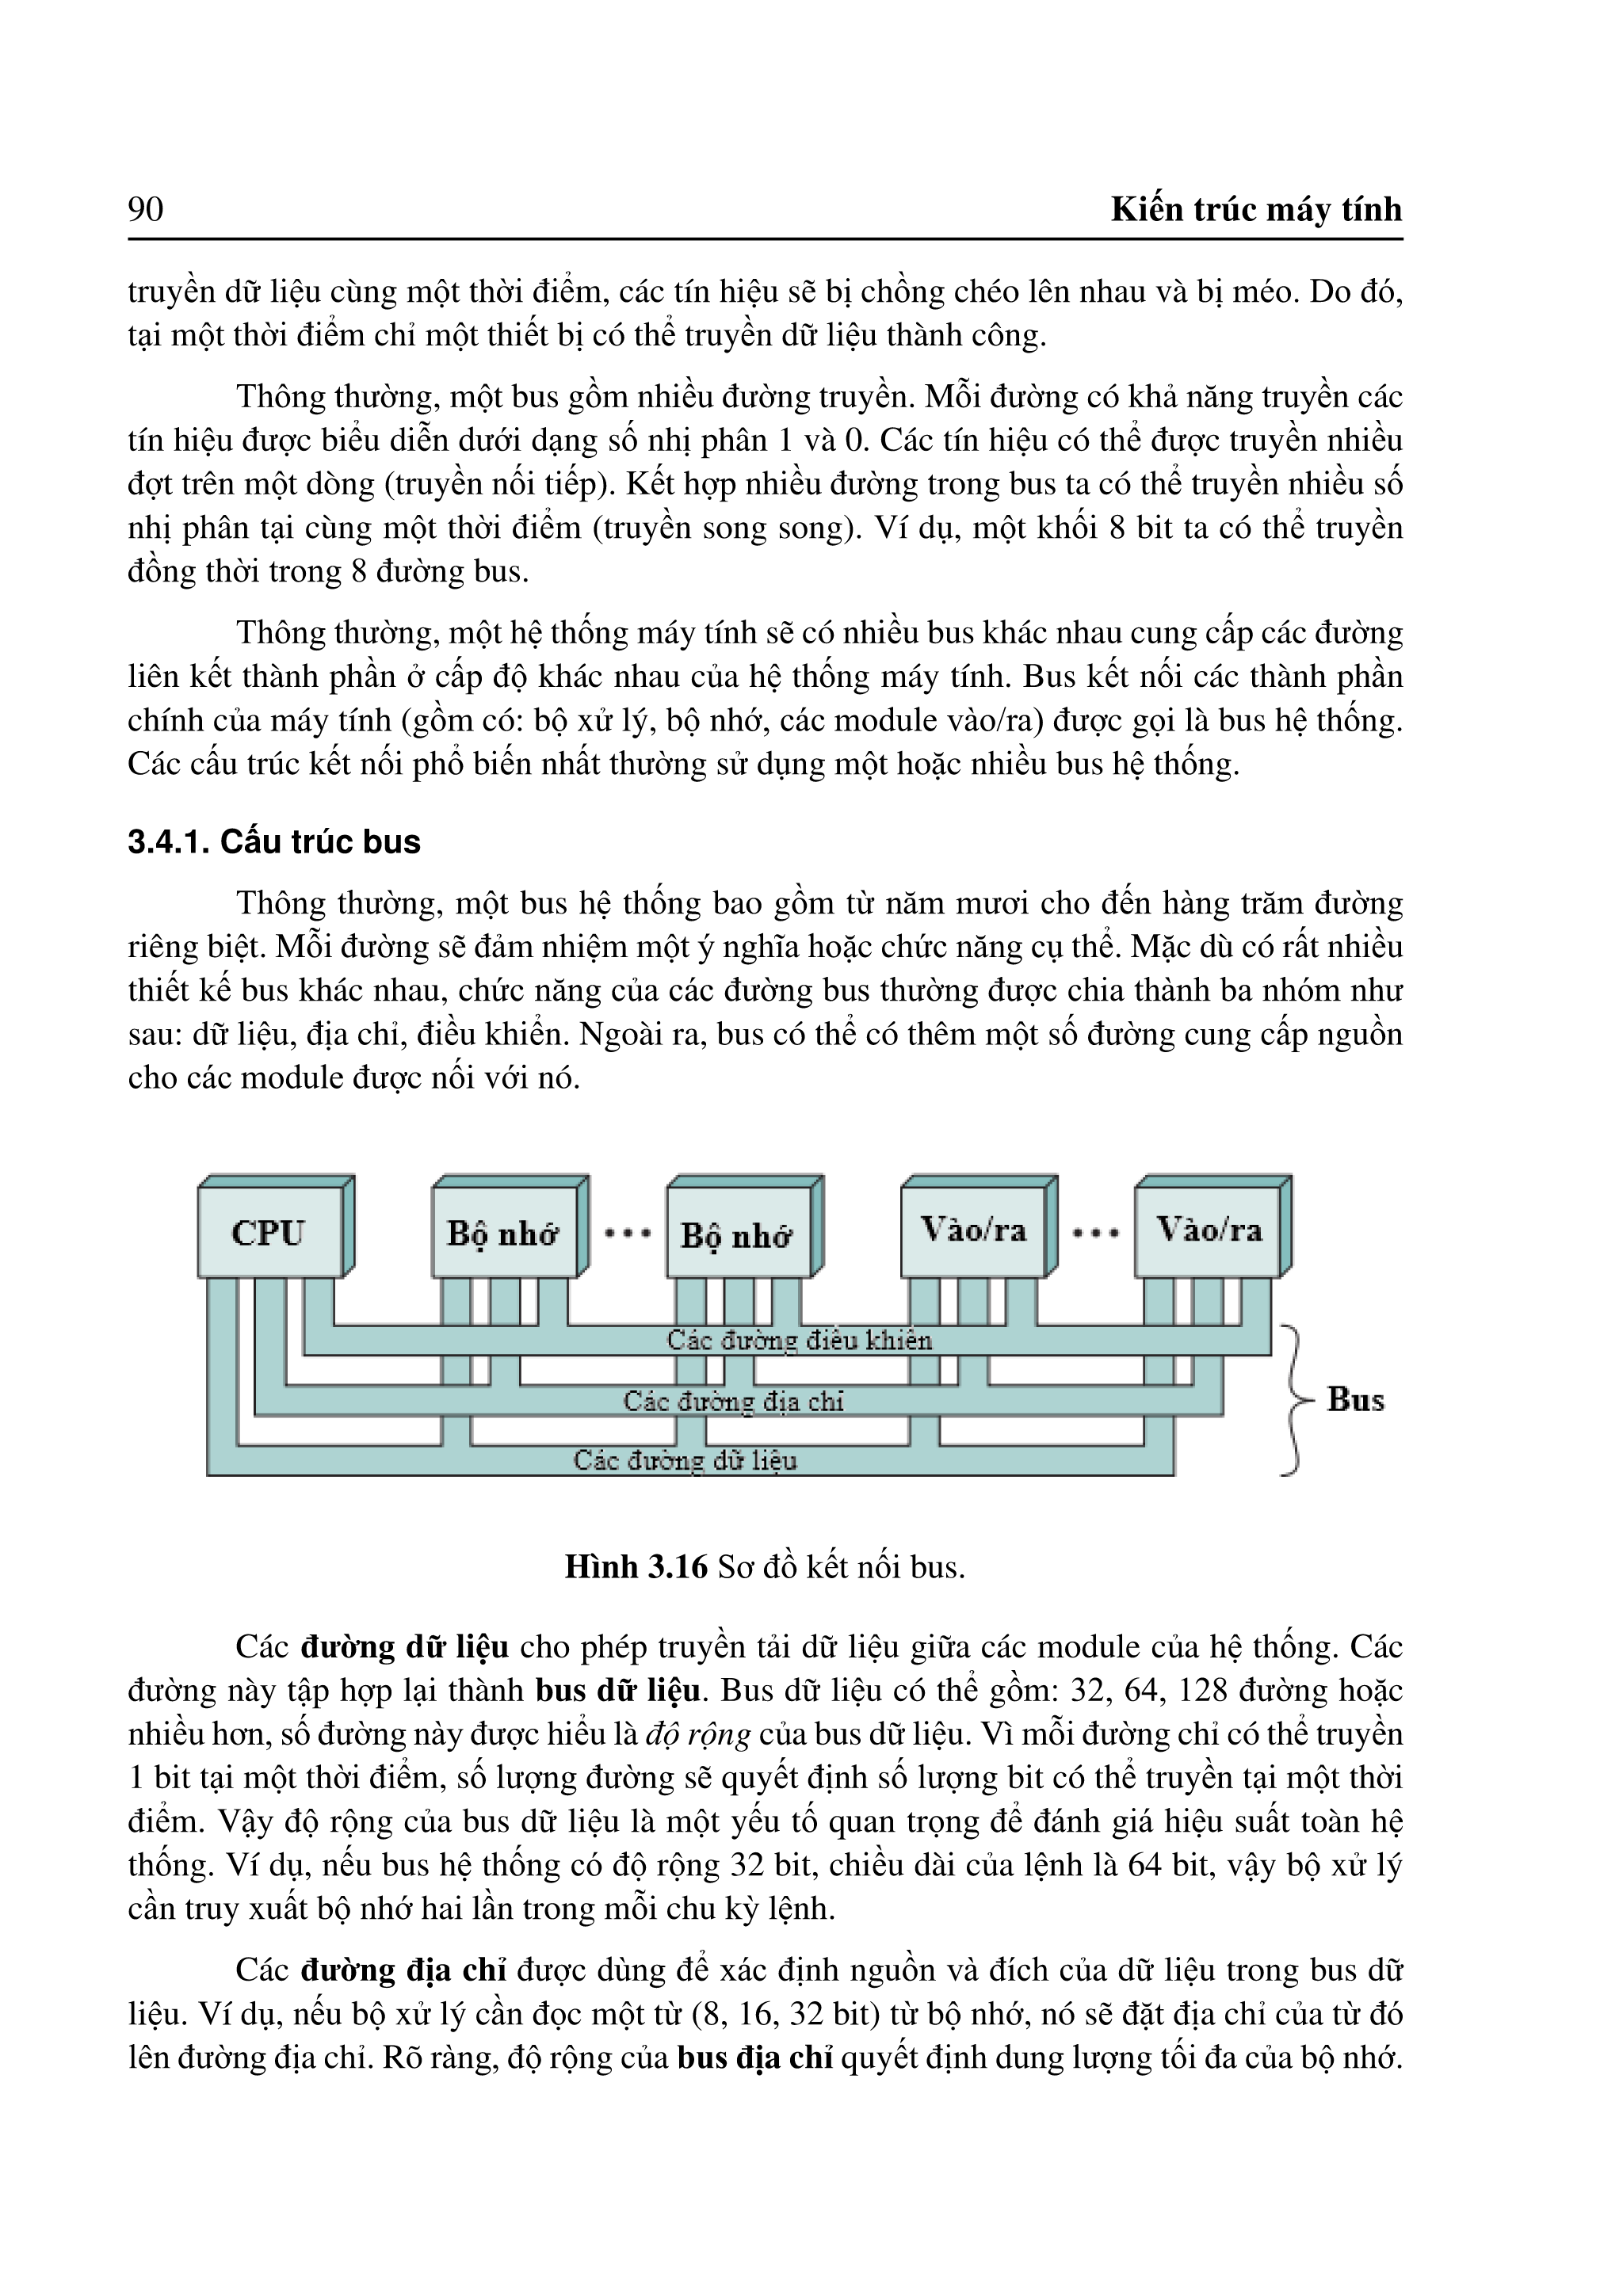 90
Kiến trúc máy tính
truyền dữ liệu cùng một thời điểm, các tín hiệu sẽ bị chồng chéo lên nhau và bị méo. Do đó,
tại một thời điểm chỉ một thiết bị có thể truyền dữ liệu thành công.
Thông thường, một bus gồm nhiều đường truyền. Mỗi đường có khả năng truyền các
tín hiệu được biểu diễn dưới dạng số nhị phân 1 và 0. Các tín hiệu có thể được truyền nhiều
đợt trên một dòng (truyền nối tiếp). Kết hợp nhiều đường trong bus ta có thể truyền nhiều số
nhị phân tại cùng một thời điểm (truyền song song). Ví dụ, một khối 8 bit ta có thể truyền
đồng thời trong 8 đường bus.
Thông thường, một hệ thống máy tính sẽ có nhiều bus khác nhau cung cấp các đường
liên kết thành phần ở cấp độ khác nhau của hệ thống máy tính. Bus kết nối các thành phần
chính của máy tính (gồm có: bộ xử lý, bộ nhớ, các module vào/ra) được gọi là bus hệ thống.
Các cấu trúc kết nối phổ biến nhất thường sử dụng một hoặc nhiều bus hệ thống.
3.4.1. Cấu trúc bus
Thông thường, một bus hệ thống bao gồm từ năm mươi cho đến hàng trăm đường
riêng biệt. Mỗi đường sẽ đảm nhiệm một ý nghĩa hoặc chức năng cụ thể. Mặc dù có rất nhiều
thiết kế bus khác nhau, chức năng của các đường bus thường được chia thành ba nhóm như
sau: dữ liệu, địa chỉ, điều khiển. Ngoài ra, bus có thể có thêm một số đường cung cấp nguồn
cho các module được nối với nó.
CPU
Bộ nhớ
...
Bộ nhớ
Vào/ra
...
Vào/ra
Các đường điều khiển
Các đường địa chỉ
Các đường dữ liệu
Bus
Hình 3.16 Sơ đồ kết nối bus.
Các đường dữ liệu cho phép truyền tải dữ liệu giữa các module của hệ thống. Các
đường này tập hợp lại thành bus dữ liệu. Bus dữ liệu có thể gồm: 32, 64, 128 đường hoặc
nhiều hơn, số đường này được hiểu là độ rộng của bus dữ liệu. Vì mỗi đường chỉ có thể truyền
1 bit tại một thời điểm, số lượng đường sẽ quyết định số lượng bit có thể truyền tại một thời
điểm. Vậy độ rộng của bus dữ liệu là một yếu tố quan trọng để đánh giá hiệu suất toàn hệ
thống. Ví dụ, nếu bus hệ thống có độ rộng 32 bit, chiều dài của lệnh là 64 bit, vậy bộ xử lý
cần truy xuất bộ nhớ hai lần trong mỗi chu kỳ lệnh.
Các đường địa chỉ được dùng để xác định nguồn và đích của dữ liệu trong bus dữ
liệu. Ví dụ, nếu bộ xử lý cần đọc một từ (8, 16, 32 bit) từ bộ nhớ, nó sẽ đặt địa chỉ của từ đó
lên đường địa chỉ. Rõ ràng, độ rộng của bus địa chỉ quyết định dung lượng tối đa của bộ nhớ.